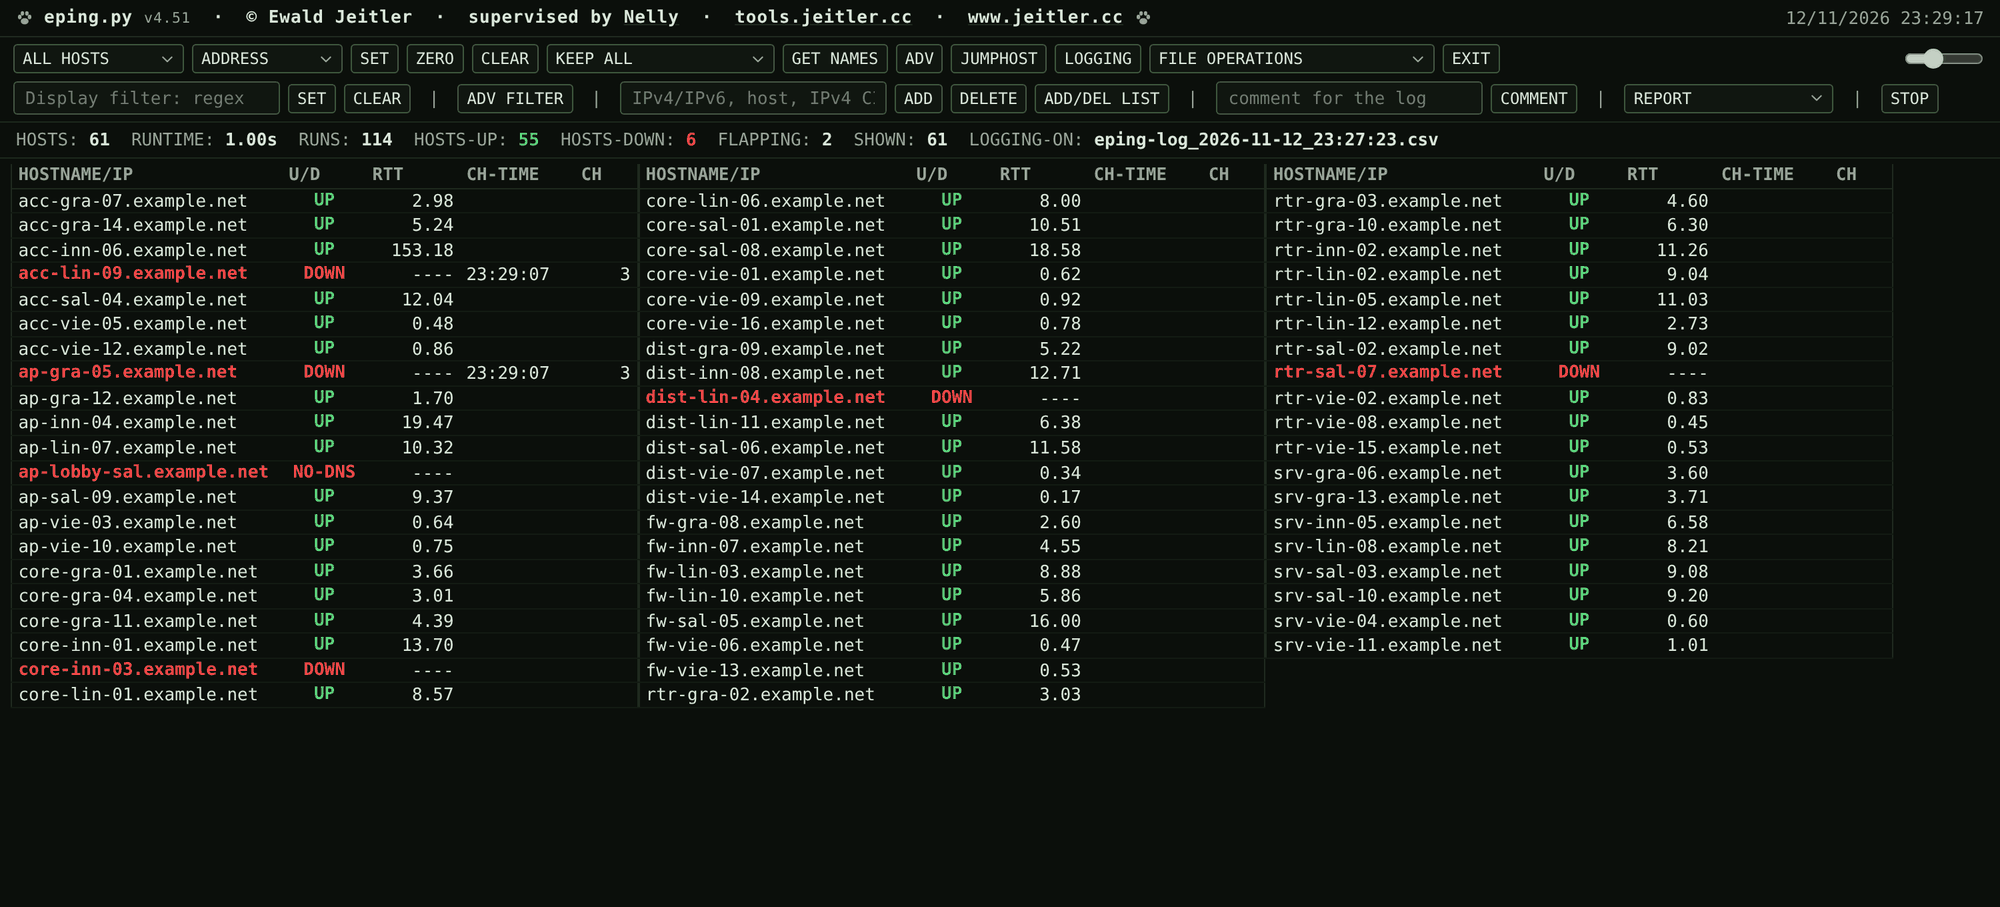 eping.py v4.51 · © Ewald Jeitler · supervised by Nelly · tools.jeitler.cc · www.jeitler.cc 12/11/2026 23:29:17
ALL HOSTS ADDRESS SET ZERO CLEAR KEEP ALL GET NAMES ADV JUMPHOST LOGGING FILE OPERATIONS EXIT
Display filter: regex SET CLEAR | ADV FILTER | IPv4/IPv6, host, IPv4 C ADD DELETE ADD/DEL LIST | comment for the log COMMENT | REPORT | STOP
HOSTS: 61 RUNTIME: 1.00s RUNS: 114 HOSTS-UP: 55 HOSTS-DOWN: 6 FLAPPING: 2 SHOWN: 61 LOGGING-ON: eping-log_2026-11-12_23:27:23.csv
HOSTNAME/IP U/D RTT CH-TIME CH HOSTNAME/IP U/D RTT CH-TIME CH HOSTNAME/IP U/D RTT CH-TIME CH
acc-gra-07.example.net UP 2.98 core-lin-06.example.net UP 8.00 rtr-gra-03.example.net UP 4.60
acc-gra-14.example.net UP 5.24 core-sal-01.example.net UP 10.51 rtr-gra-10.example.net UP 6.30
acc-inn-06.example.net UP 153.18 core-sal-08.example.net UP 18.58 rtr-inn-02.example.net UP 11.26
acc-lin-09.example.net DOWN ---- 23:29:07 3 core-vie-01.example.net UP 0.62 rtr-lin-02.example.net UP 9.04
acc-sal-04.example.net UP 12.04 core-vie-09.example.net UP 0.92 rtr-lin-05.example.net UP 11.03
acc-vie-05.example.net UP 0.48 core-vie-16.example.net UP 0.78 rtr-lin-12.example.net UP 2.73
acc-vie-12.example.net UP 0.86 dist-gra-09.example.net UP 5.22 rtr-sal-02.example.net UP 9.02
ap-gra-05.example.net DOWN ---- 23:29:07 3 dist-inn-08.example.net UP 12.71 rtr-sal-07.example.net DOWN ----
ap-gra-12.example.net UP 1.70 dist-lin-04.example.net DOWN ---- rtr-vie-02.example.net UP 0.83
ap-inn-04.example.net UP 19.47 dist-lin-11.example.net UP 6.38 rtr-vie-08.example.net UP 0.45
ap-lin-07.example.net UP 10.32 dist-sal-06.example.net UP 11.58 rtr-vie-15.example.net UP 0.53
ap-lobby-sal.example.net NO-DNS ---- dist-vie-07.example.net UP 0.34 srv-gra-06.example.net UP 3.60
ap-sal-09.example.net UP 9.37 dist-vie-14.example.net UP 0.17 srv-gra-13.example.net UP 3.71
ap-vie-03.example.net UP 0.64 fw-gra-08.example.net UP 2.60 srv-inn-05.example.net UP 6.58
ap-vie-10.example.net UP 0.75 fw-inn-07.example.net UP 4.55 srv-lin-08.example.net UP 8.21
core-gra-01.example.net UP 3.66 fw-lin-03.example.net UP 8.88 srv-sal-03.example.net UP 9.08
core-gra-04.example.net UP 3.01 fw-lin-10.example.net UP 5.86 srv-sal-10.example.net UP 9.20
core-gra-11.example.net UP 4.39 fw-sal-05.example.net UP 16.00 srv-vie-04.example.net UP 0.60
core-inn-01.example.net UP 13.70 fw-vie-06.example.net UP 0.47 srv-vie-11.example.net UP 1.01
core-inn-03.example.net DOWN ---- fw-vie-13.example.net UP 0.53
core-lin-01.example.net UP 8.57 rtr-gra-02.example.net UP 3.03